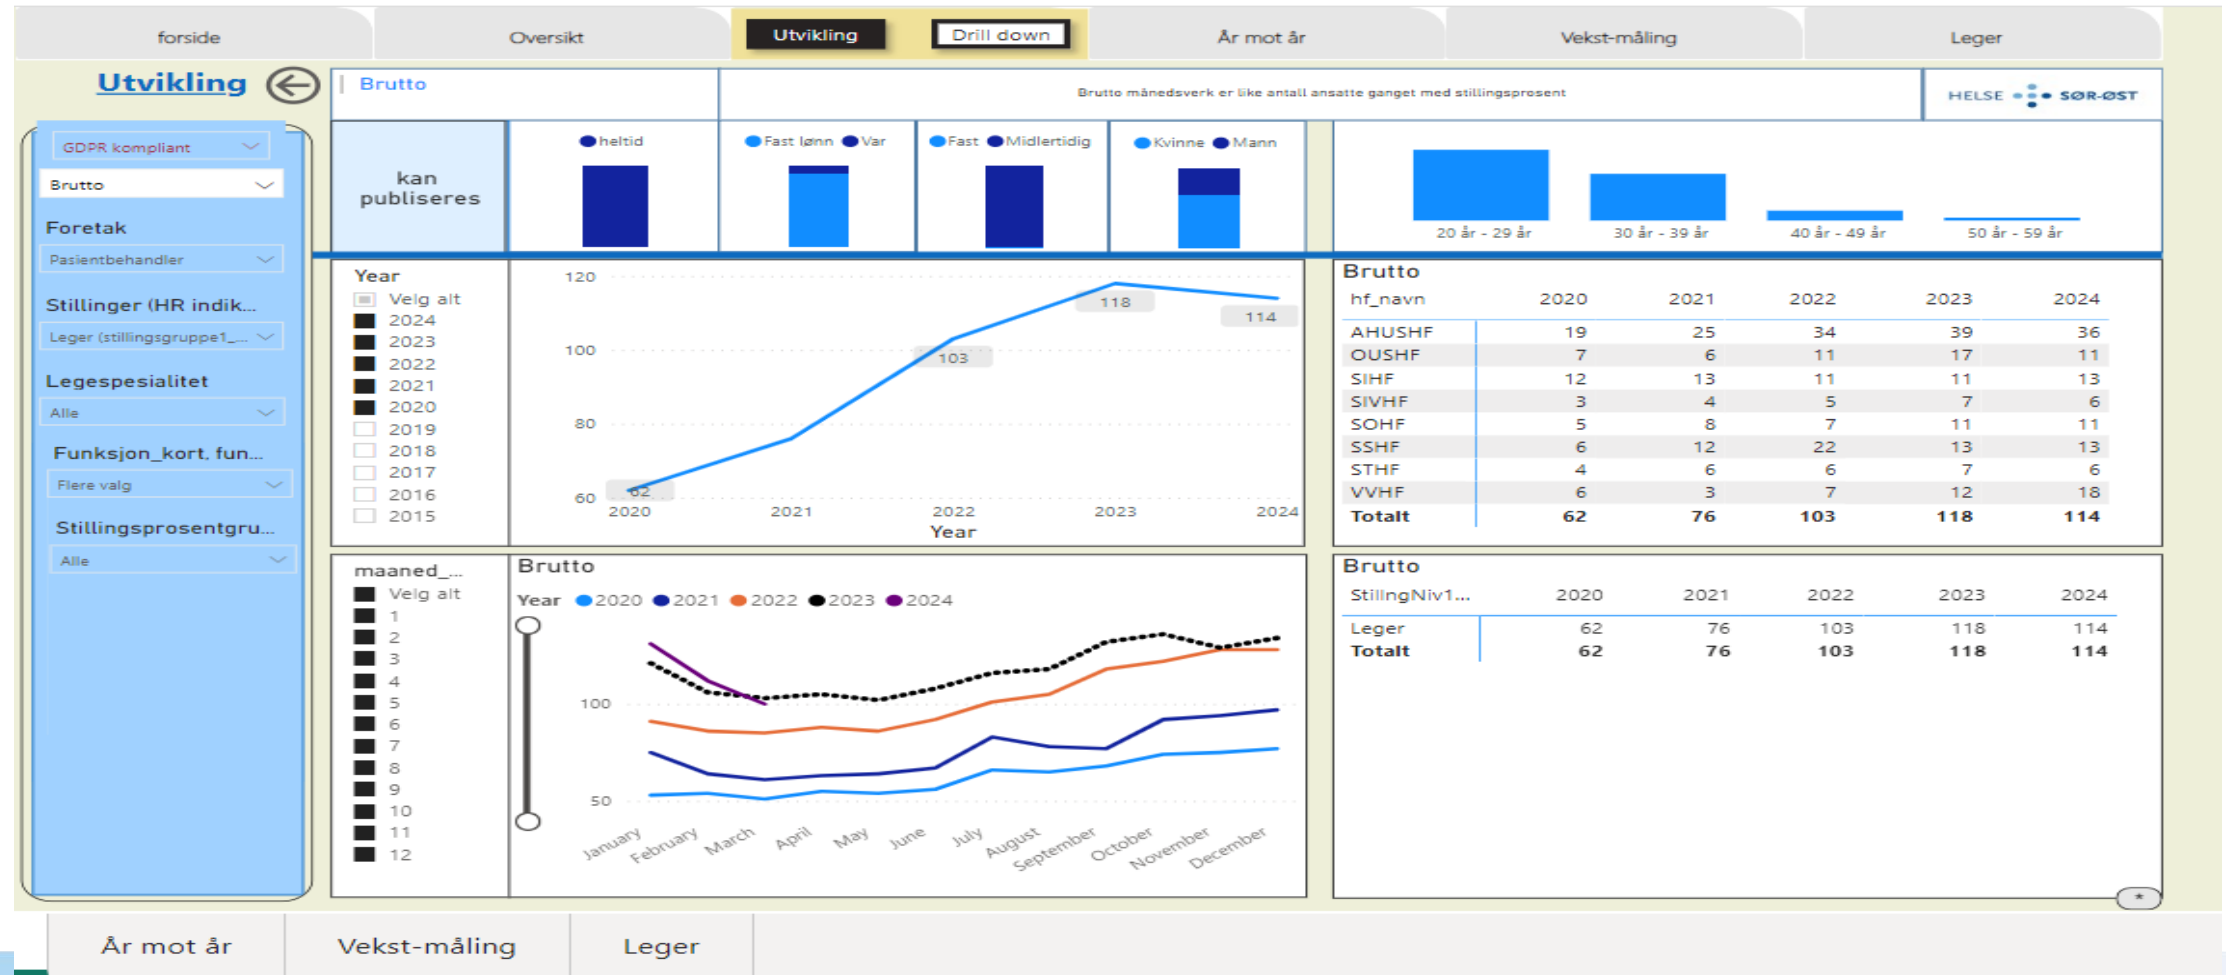 forside Oversikt Utvikling Drill down År mot år Vekst-måling Leger
Utvikling
Brutto
Brutto månedsverk er like antall ansatte ganget med stillingsprosent
HELSE SØR-ØST
GDPR kompliant
Brutto
Foretak
Pasientbehandler
Stillinger (HR indik...
Leger (stillingsgruppe1_...
Legespesialitet
Alle
Funksjon_kort, fun...
Flere valg
Stillingsprosentgru...
Alle
kan
publiseres
heltid
Fast lønn Var
Fast Midlertidig
Kvinne Mann
20 år - 29 år 30 år - 39 år 40 år - 49 år 50 år - 59 år
Year
Velg alt
2024
2023
2022
2021
2020
2019
2018
2017
2016
2015
120
100
80
60
62
103
118
114
2020 2021 2022 2023 2024
Year
Brutto
hf_navn 2020 2021 2022 2023 2024
AHUSHF 19 25 34 39 36
OUSHF 7 6 11 17 11
SIHF 12 13 11 11 13
SIVHF 3 4 5 7 6
SOHF 5 8 7 11 11
SSHF 6 12 22 13 13
STHF 4 6 6 7 6
VVHF 6 3 7 12 18
Totalt 62 76 103 118 114
maaned_...
Velg alt
1
2
3
4
5
6
7
8
9
10
11
12
Brutto
Year 2020 2021 2022 2023 2024
100
50
January February March April May June July August September October November December
Brutto
StillngNiv1... 2020 2021 2022 2023 2024
Leger 62 76 103 118 114
Totalt 62 76 103 118 114
*
År mot år Vekst-måling Leger